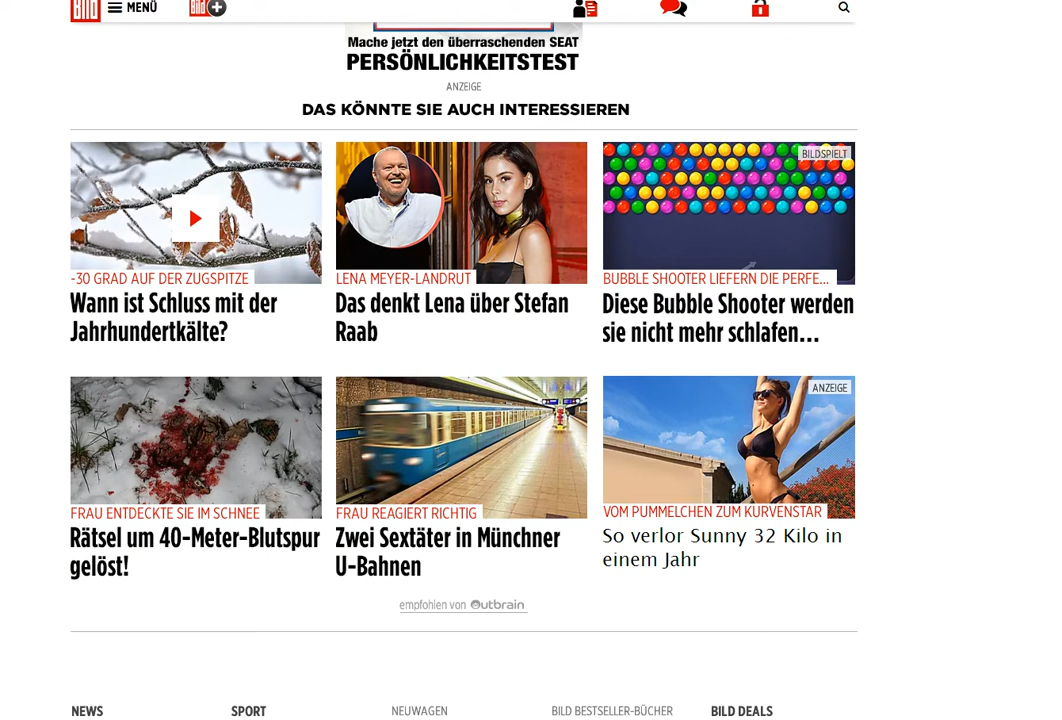 Bild
MENÜ
Bild+
Mache jetzt den überraschenden SEAT
PERSÖNLICHKEITSTEST
ANZEIGE
DAS KÖNNTE SIE AUCH INTERESSIEREN
-30 GRAD AUF DER ZUGSPITZE
Wann ist Schluss mit der
Jahrhundertkälte?
LENA MEYER-LANDRUT
Das denkt Lena über Stefan
Raab
BILDSPIELT
BUBBLE SHOOTER LIEFERN DIE PERFE...
Diese Bubble Shooter werden
sie nicht mehr schlafen...
FRAU ENTDECKTE SIE IM SCHNEE
Rätsel um 40-Meter-Blutspur
gelöst!
FRAU REAGIERT RICHTIG
Zwei Sextäter in Münchner
U-Bahnen
ANZEIGE
VOM PUMMELCHEN ZUM KURVENSTAR
So verlor Sunny 32 Kilo in
einem Jahr
empfohlen von Outbrain
NEWS
SPORT
NEUWAGEN
BILD BESTSELLER-BÜCHER
BILD DEALS